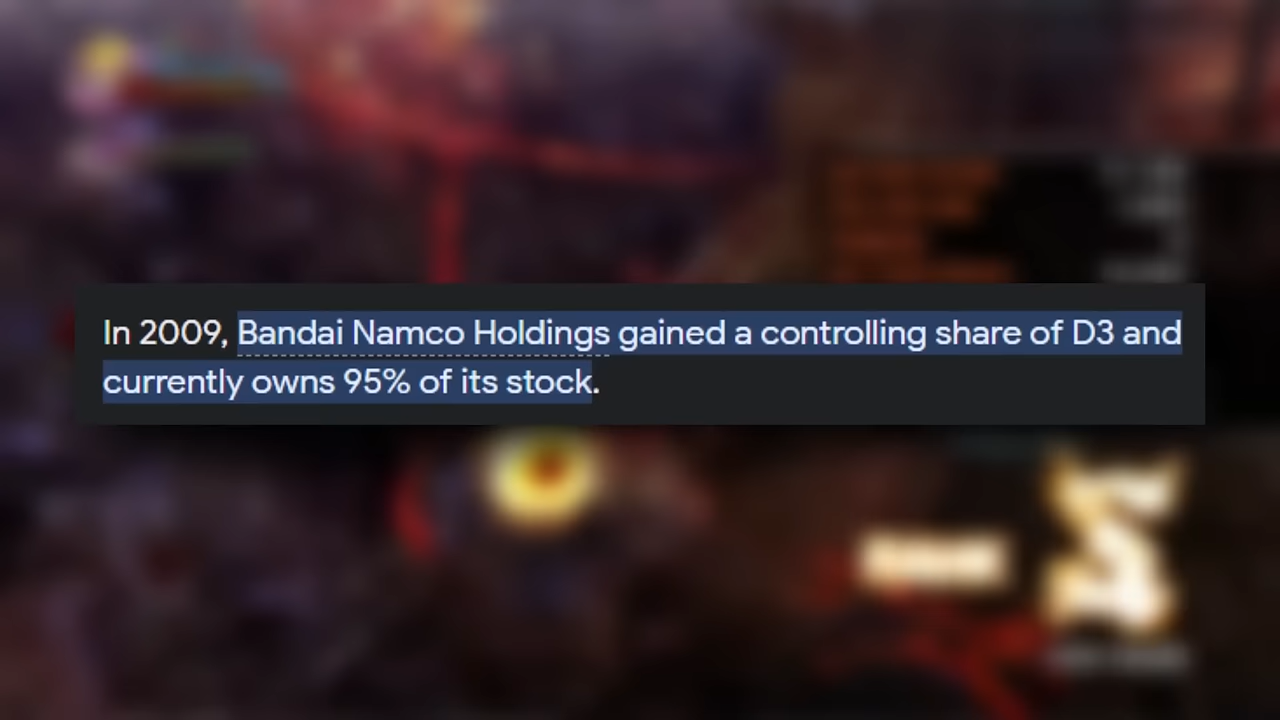 In 2009, Bandai Namco Holdings gained a controlling share of D3 and
currently owns 95% of its stock.